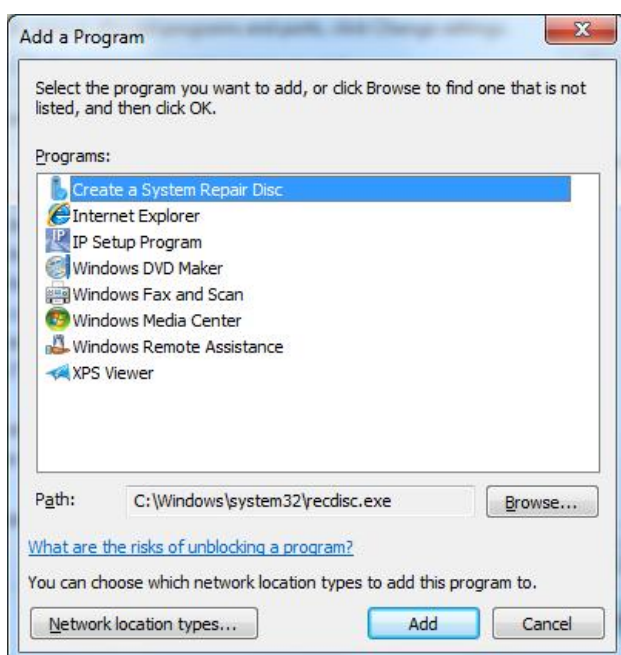 Add a Program
Select the program you want to add, or click Browse to find one that is not
listed, and then click OK.
Programs:
Create a System Repair Disc
Internet Explorer
IP Setup Program
Windows DVD Maker
Windows Fax and Scan
Windows Media Center
Windows Remote Assistance
XPS Viewer
Path: C:\Windows\system32\recdisc.exe Browse...
What are the risks of unblocking a program?
You can choose which network location types to add this program to.
Network location types... Add Cancel